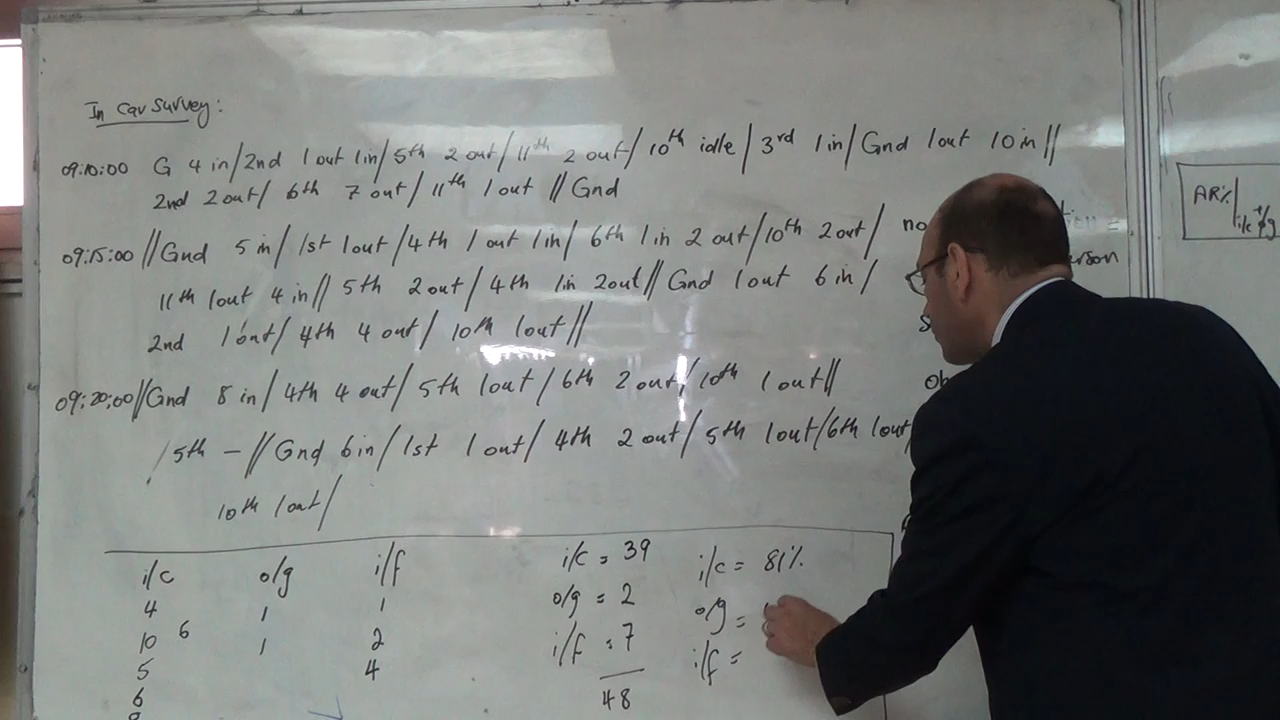 In car survey:
09:10:00 G 4 in/2nd 1 out 1 in/5th 2 out/11th 2 out/10th idle/3rd 1 in/Gnd 1 out 10 in//
2nd 2 out/ 6th 7 out/ 11th 1 out //Gnd
09:15:00 //Gnd 5 in/ 1st 1 out/4th 1 out 1 in/ 6th 1 in 2 out/10th 2 out/ no
11th 1 out 4 in// 5th 2 out/ 4th 1 in 2 out// Gnd 1 out 6 in/
2nd 1 out/ 4th 4 out/ 10th 1 out//
09:20:00//Gnd 8 in/ 4th 4 out/ 5th 1 out /6th 2 out/ 10th 1 out//
/5th - //Gnd 6 in/ 1st 1 out/ 4th 2 out/ 5th 1 out/6th 1 out
10th 1 out/
i/c o/g i/f
4 1 1
10 6 1 2
5 4
6
i/c = 39
o/g = 2
i/f = 7
48
i/c = 81%
o/g =
i/f =
AR%
i/c o/g